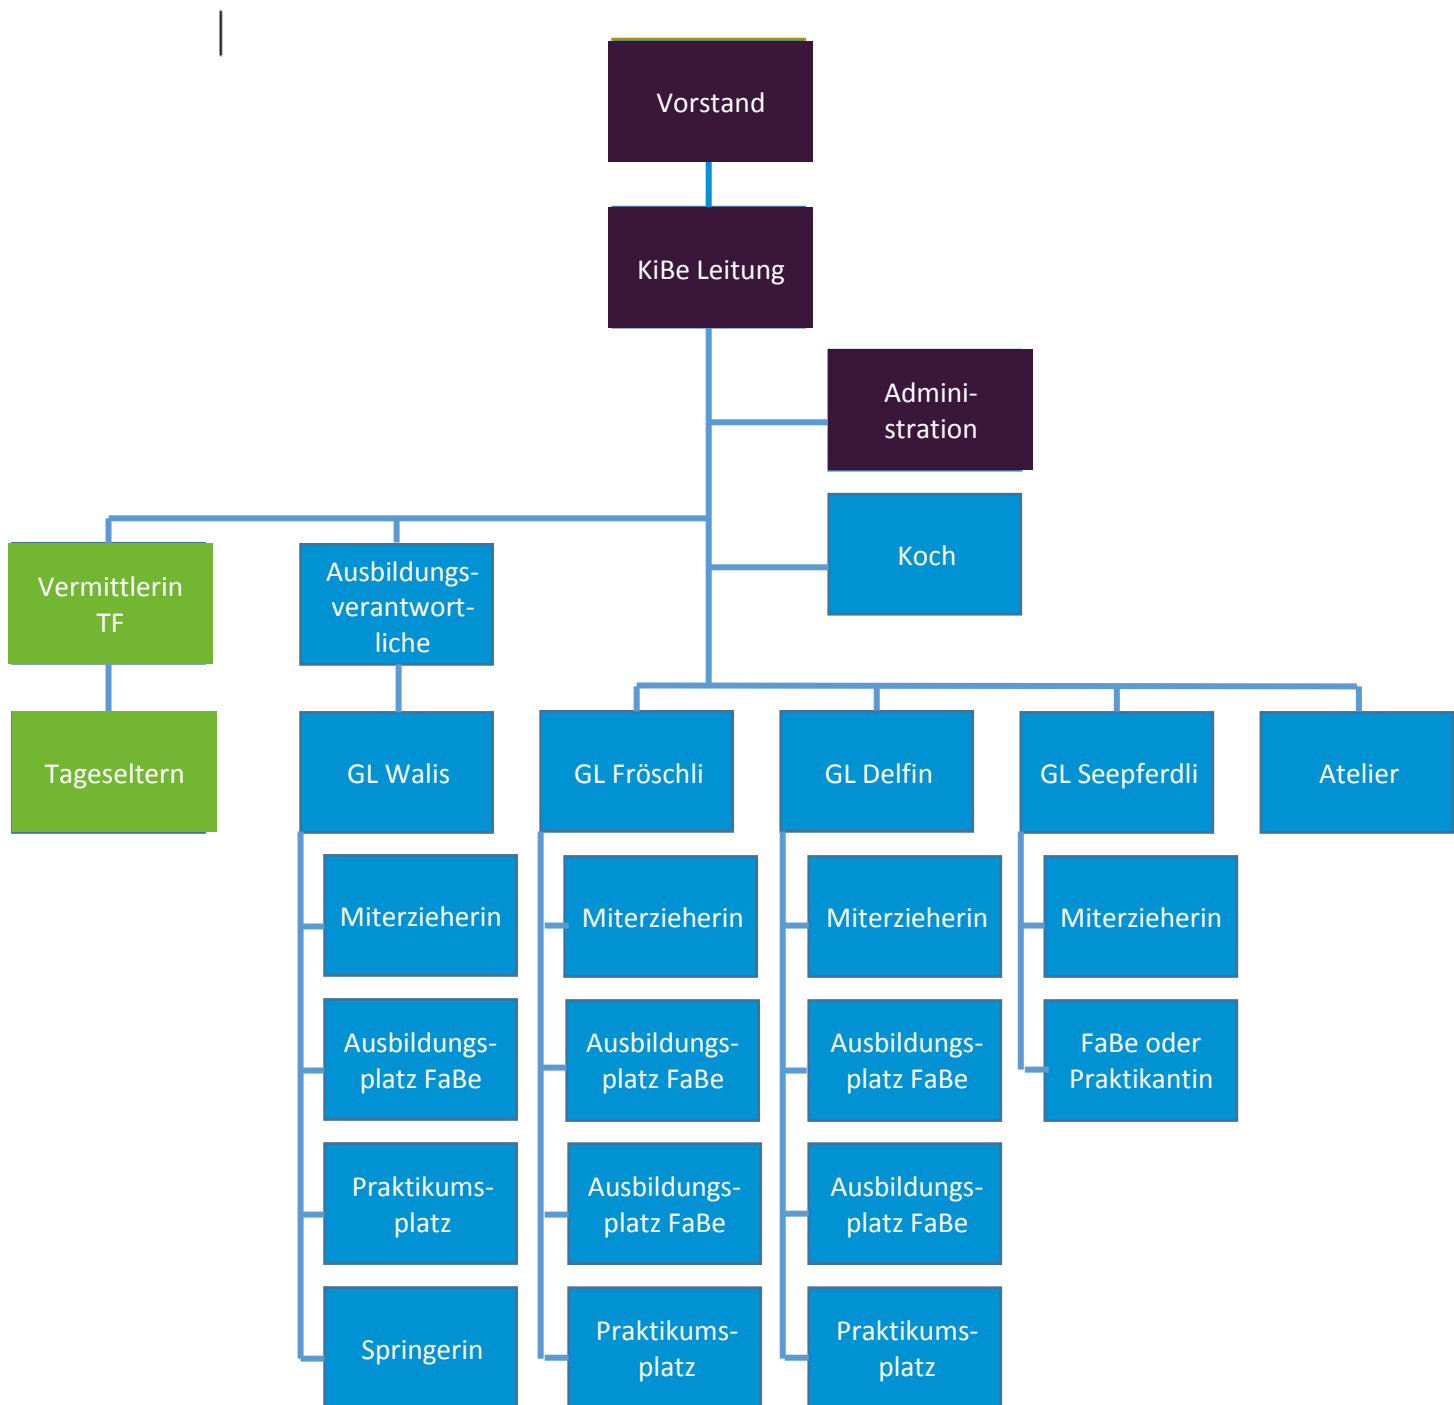 Vorstand
KiBe Leitung
Admini-
stration
Koch
Vermittlerin
TF
Ausbildungs-
verantwort-
liche
Tageseltern
GL Walis
GL Fröschli
GL Delfin
GL Seepferdli
Atelier
Miterzieherin
Miterzieherin
Miterzieherin
Miterzieherin
Ausbildungs-
platz FaBe
Ausbildungs-
platz FaBe
Ausbildungs-
platz FaBe
FaBe oder
Praktikantin
Praktikums-
platz
Ausbildungs-
platz FaBe
Ausbildungs-
platz FaBe
Springerin
Praktikums-
platz
Praktikums-
platz